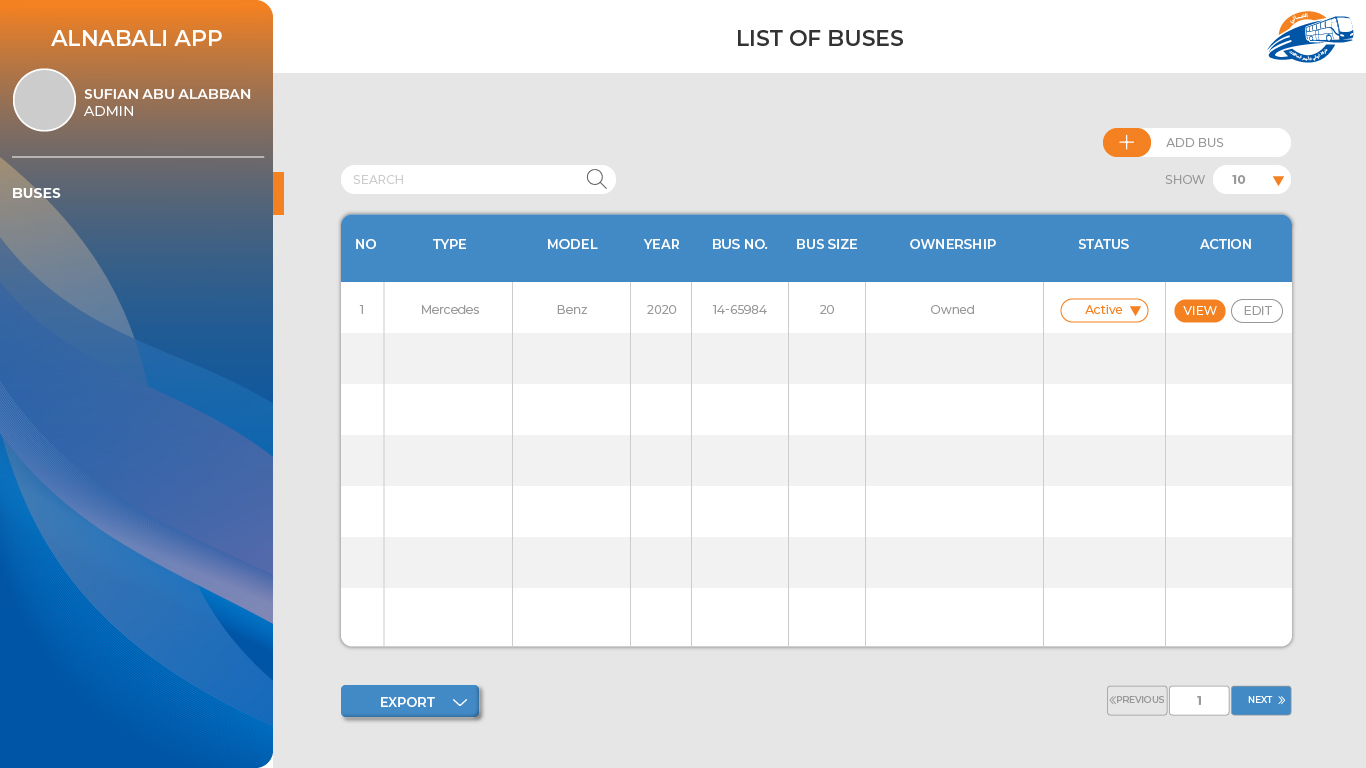 ALNABALI APP
SUFIAN ABU ALABBAN
ADMIN
BUSES
LIST OF BUSES
ADD BUS
SEARCH
SHOW 10
NO TYPE MODEL YEAR BUS NO. BUS SIZE OWNERSHIP STATUS ACTION
1 Mercedes Benz 2020 14-65984 20 Owned Active VIEW EDIT
EXPORT
PREVIOUS 1 NEXT